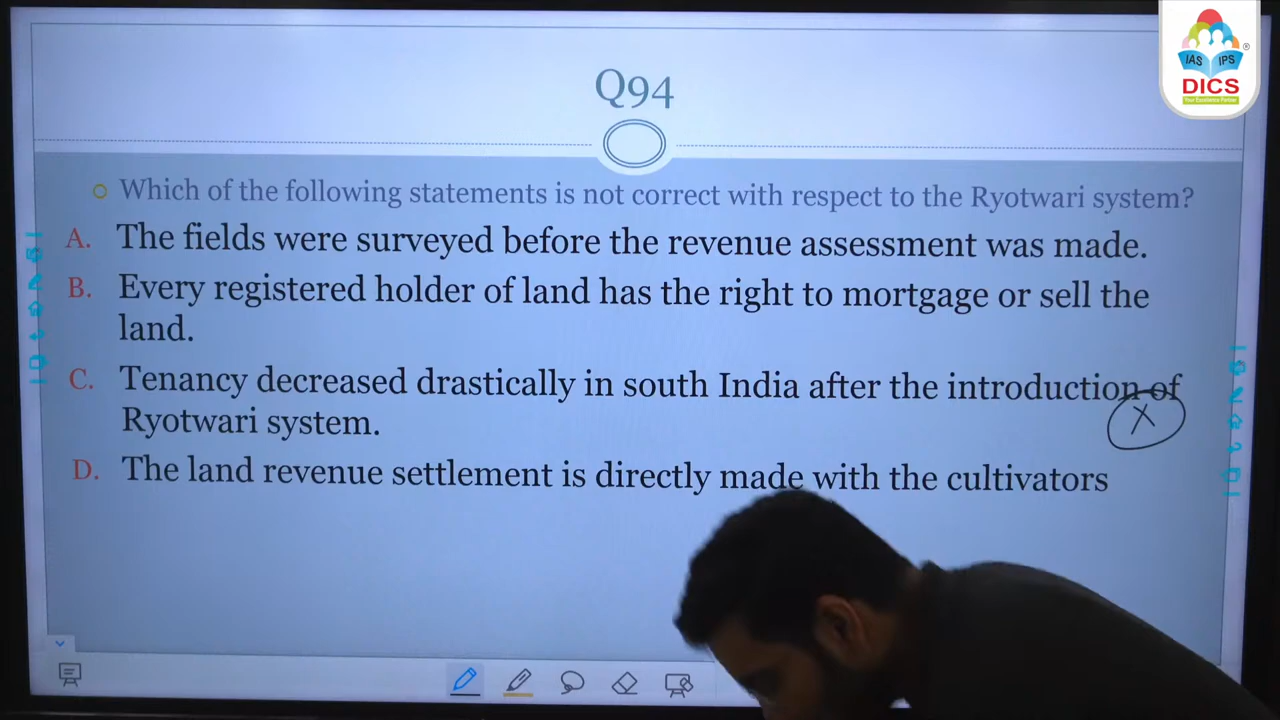 IAS IPS
DICS
Your Excellence Partner
Q94
Which of the following statements is not correct with respect to the Ryotwari system?
A. The fields were surveyed before the revenue assessment was made.
B. Every registered holder of land has the right to mortgage or sell the
land.
C. Tenancy decreased drastically in south India after the introduction of
Ryotwari system.
X
D. The land revenue settlement is directly made with the cultivators